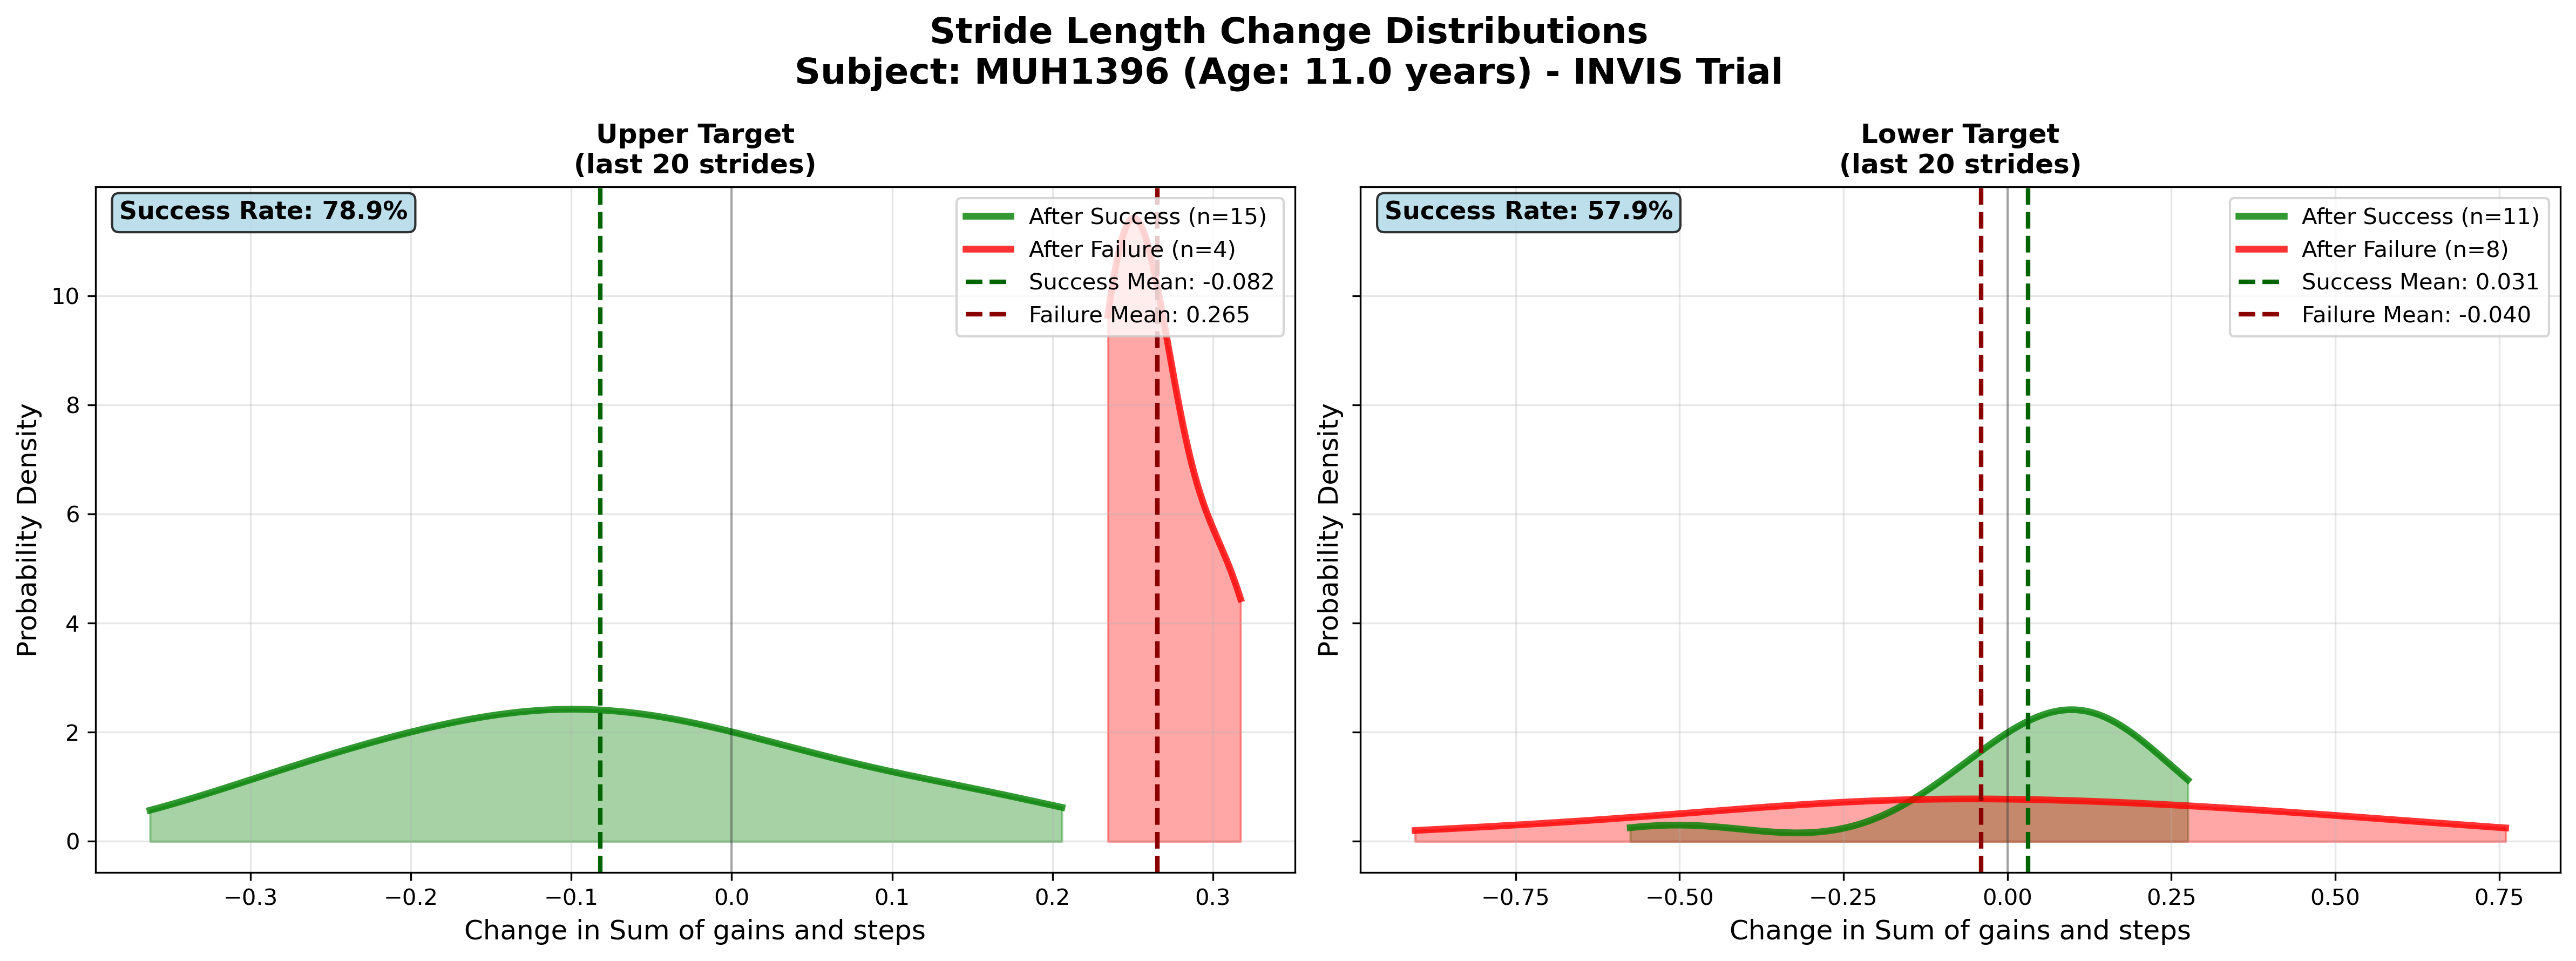 Stride Length Change Distributions
Subject: MUH1396 (Age: 11.0 years) - INVIS Trial
Upper Target
(last 20 strides)
Success Rate: 78.9%
After Success (n=15)
After Failure (n=4)
Success Mean: -0.082
Failure Mean: 0.265
Probability Density
10
8
6
4
2
0
−0.3
−0.2
−0.1
0.0
0.1
0.2
0.3
Change in Sum of gains and steps
Lower Target
(last 20 strides)
Success Rate: 57.9%
After Success (n=11)
After Failure (n=8)
Success Mean: 0.031
Failure Mean: -0.040
Probability Density
−0.75
−0.50
−0.25
0.00
0.25
0.50
0.75
Change in Sum of gains and steps